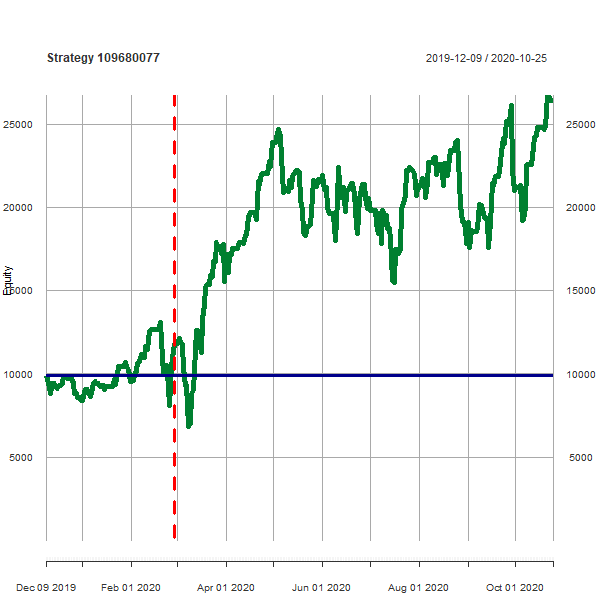 Strategy 109680077
2019-12-09 / 2020-10-25
25000
25000
20000
20000
Equity
15000
15000
10000
10000
5000
5000
Dec 09 2019
Feb 01 2020
Apr 01 2020
Jun 01 2020
Aug 01 2020
Oct 01 2020